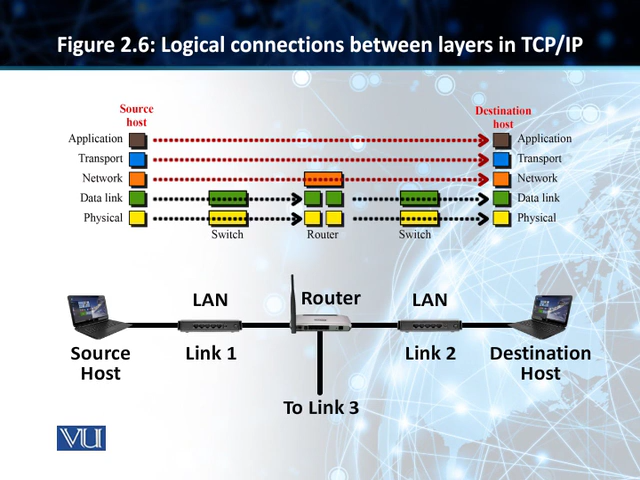 Figure 2.6: Logical connections between layers in TCP/IP
Source
host
Destination
host
Application
Application
Transport
Transport
Network
Network
Data link
Data link
Physical
Physical
Switch
Router
Switch
LAN
Router
LAN
Source
Host
Link 1
Link 2
Destination
Host
To Link 3
VU